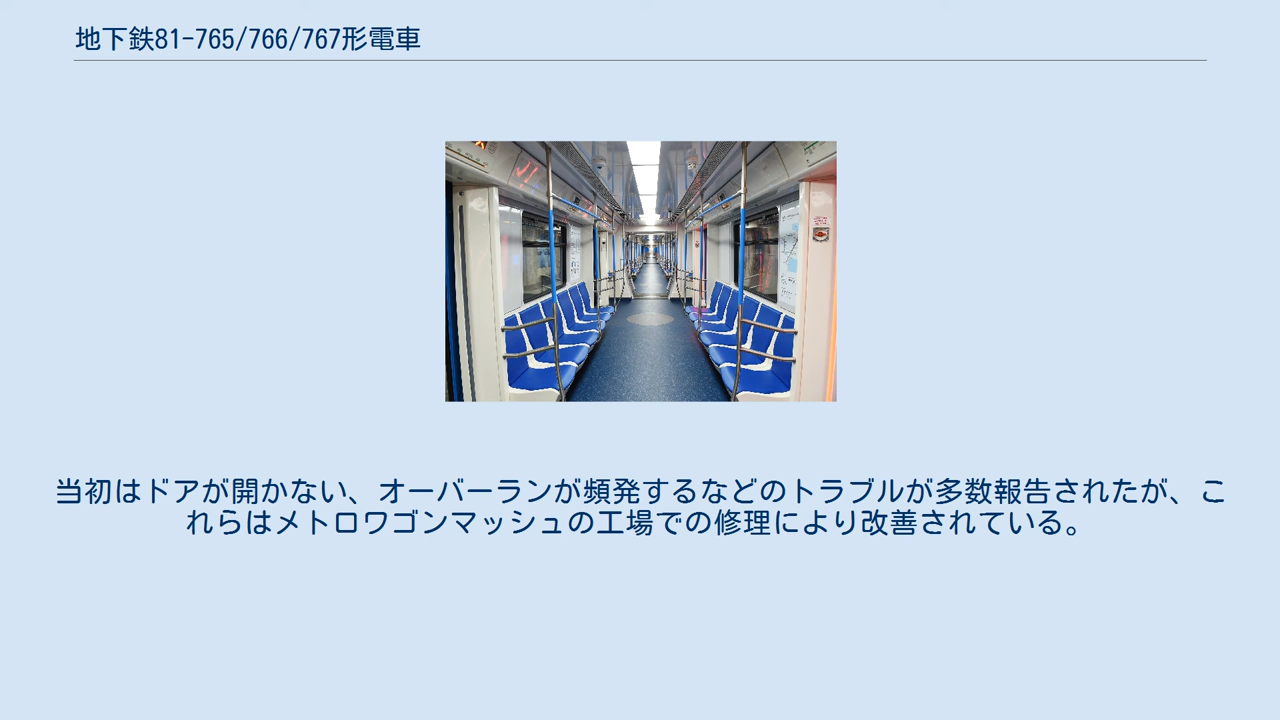 地下鉄81-765/766/767形電車
当初はドアが開かない、オーバーランが頻発するなどのトラブルが多数報告されたが、こ
れらはメトロワゴンマッシュの工場での修理により改善されている。